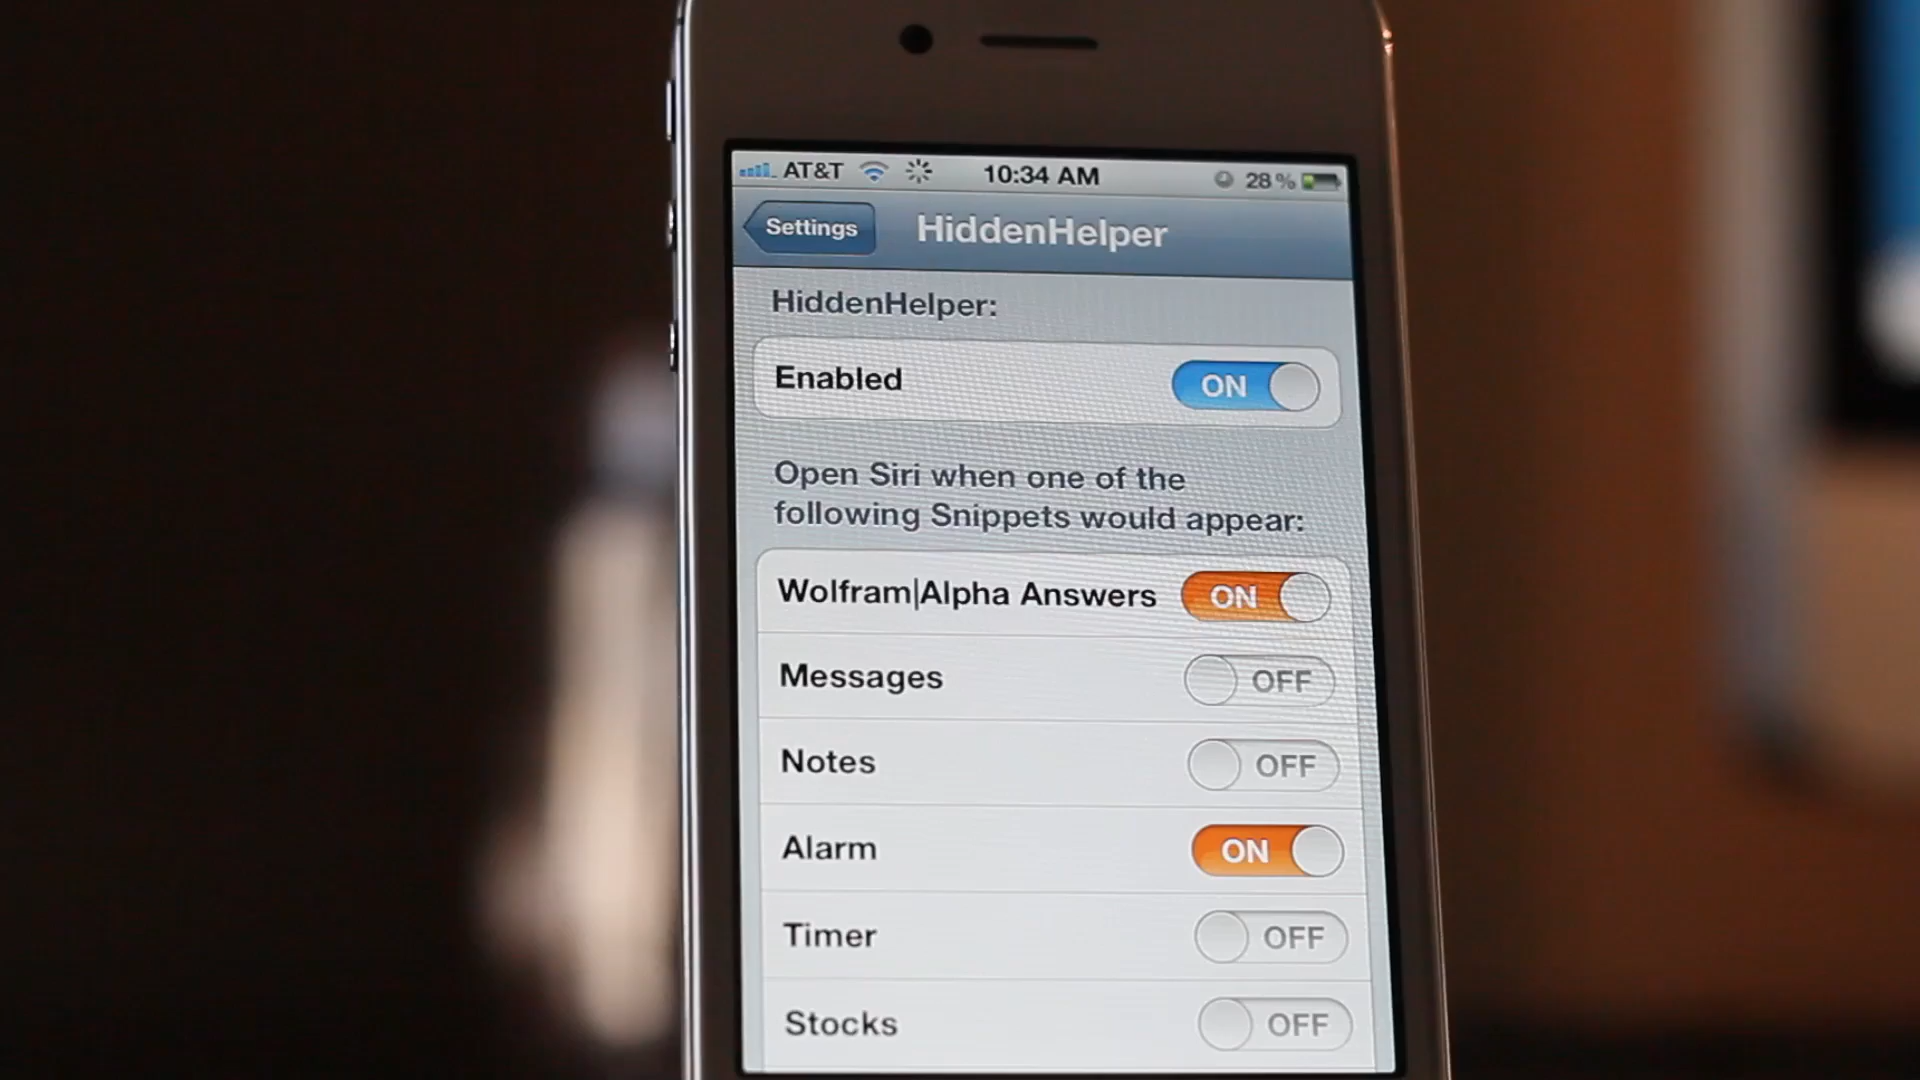 AT&T 10:34 AM 28%
Settings HiddenHelper
HiddenHelper:
Enabled ON
Open Siri when one of the
following Snippets would appear:
Wolfram|Alpha Answers ON
Messages OFF
Notes OFF
Alarm ON
Timer OFF
Stocks OFF